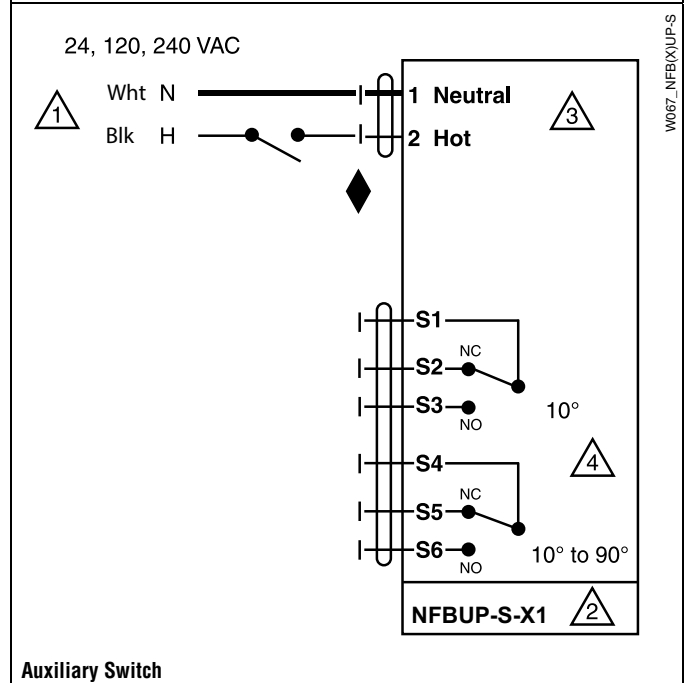 24, 120, 240 VAC
W067_NFB(X)UP-S
Wht N
1 Neutral
1
3
Blk H
2 Hot
S1
NC
S2
S3
NO
10°
S4
4
NC
S5
S6
NO
10° to 90°
NFBUP-S-X1
2
Auxiliary Switch